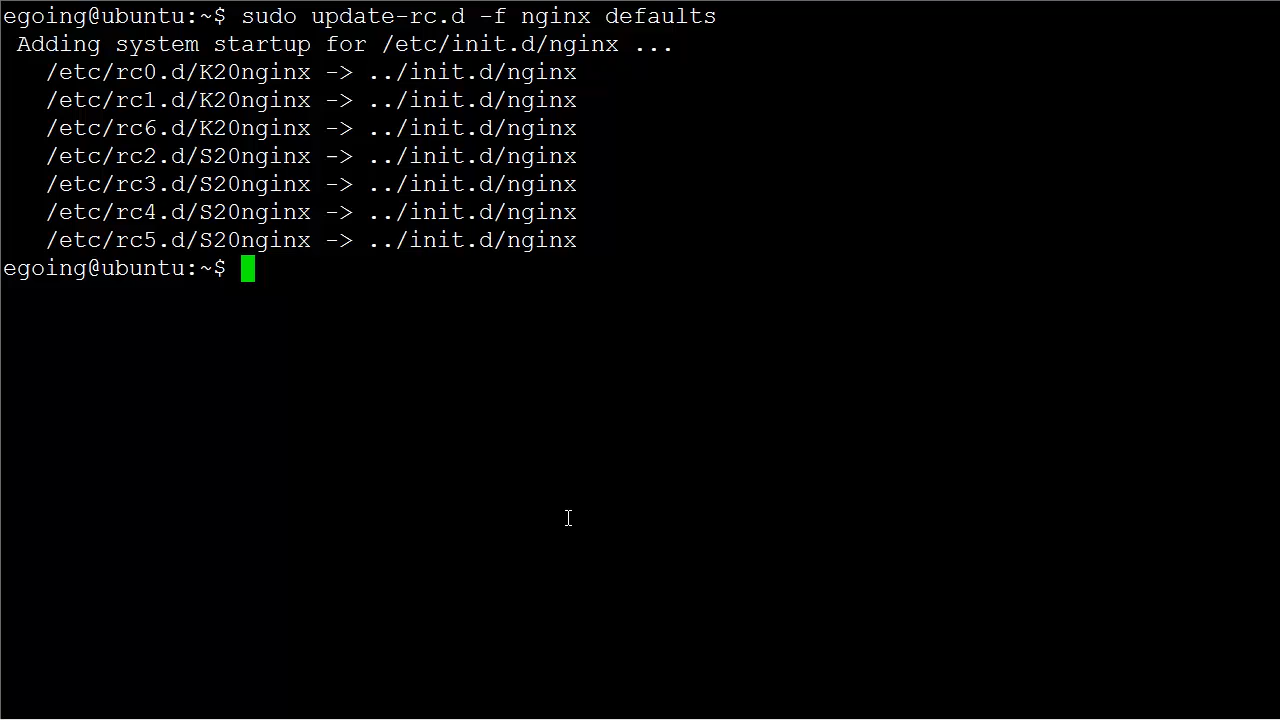 egoing@ubuntu:~$ sudo update-rc.d -f nginx defaults
 Adding system startup for /etc/init.d/nginx ...
   /etc/rc0.d/K20nginx -> ../init.d/nginx
   /etc/rc1.d/K20nginx -> ../init.d/nginx
   /etc/rc6.d/K20nginx -> ../init.d/nginx
   /etc/rc2.d/S20nginx -> ../init.d/nginx
   /etc/rc3.d/S20nginx -> ../init.d/nginx
   /etc/rc4.d/S20nginx -> ../init.d/nginx
   /etc/rc5.d/S20nginx -> ../init.d/nginx
egoing@ubuntu:~$